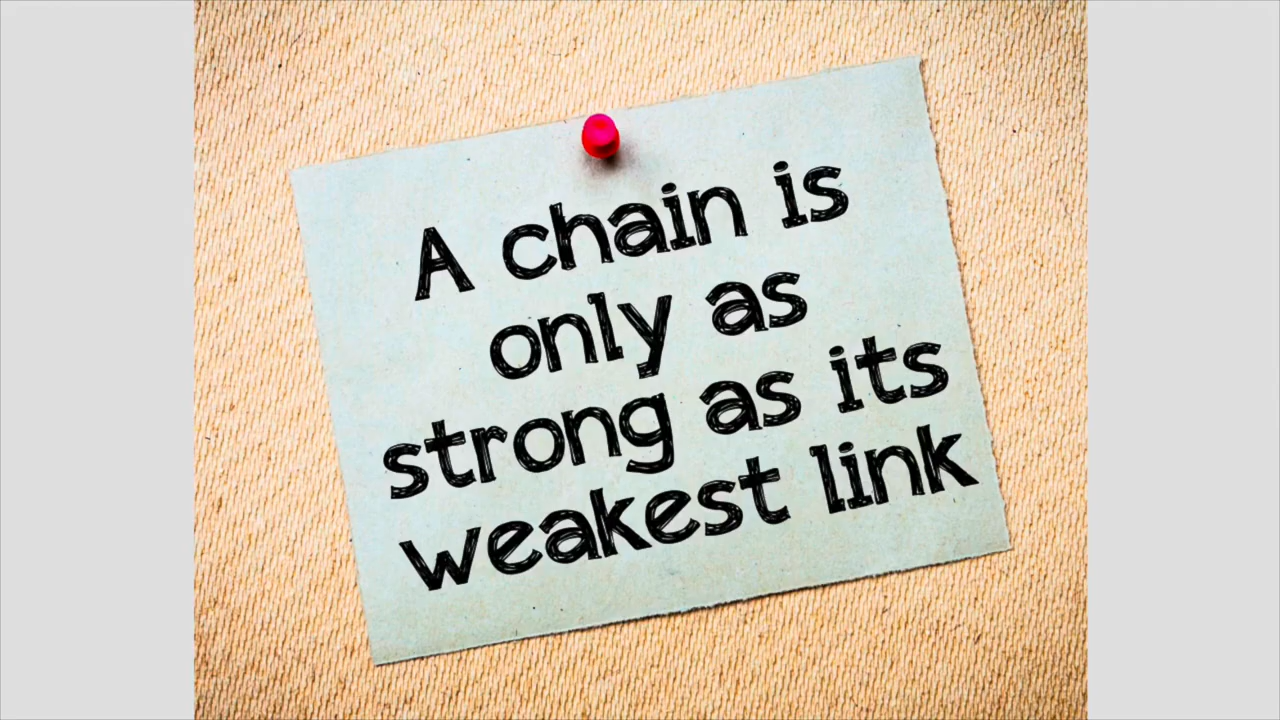 A chain is
only as
strong as its
weakest link